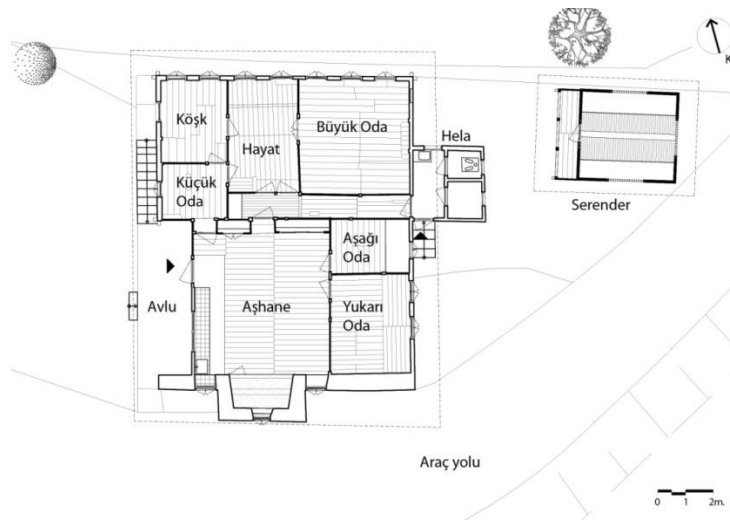 K
Köşk
Hayat
Büyük Oda
Hela
Küçük
Oda
Serender
Aşağı
Oda
Avlu
Aşhane
Yukarı
Oda
Araç yolu
0 1 2m.